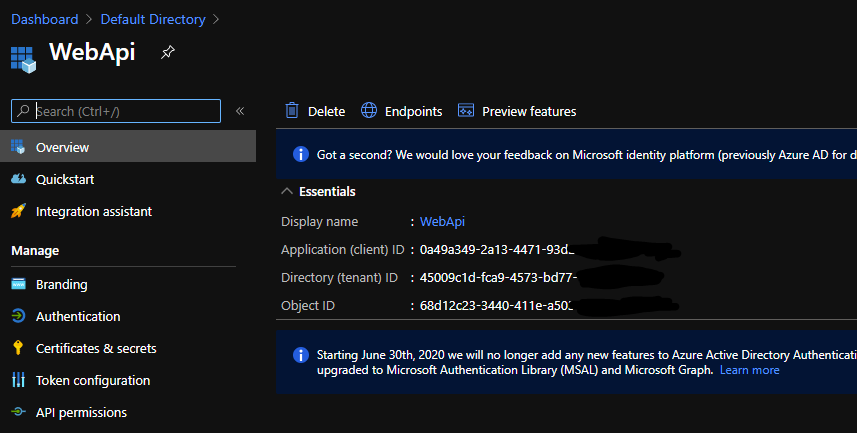 Dashboard > Default Directory >
WebApi
Search (Ctrl+/)
«
Delete Endpoints Preview features
Overview
Quickstart
Integration assistant
Manage
Branding
Authentication
Certificates & secrets
Token configuration
API permissions
Got a second? We would love your feedback on Microsoft identity platform (previously Azure AD for d
Essentials
Display name : WebApi
Application (client) ID : 0a49a349-2a13-4471-93d
Directory (tenant) ID : 45009c1d-fca9-4573-bd77-
Object ID : 68d12c23-3440-411e-a50
Starting June 30th, 2020 we will no longer add any new features to Azure Active Directory Authenticati
upgraded to Microsoft Authentication Library (MSAL) and Microsoft Graph. Learn more